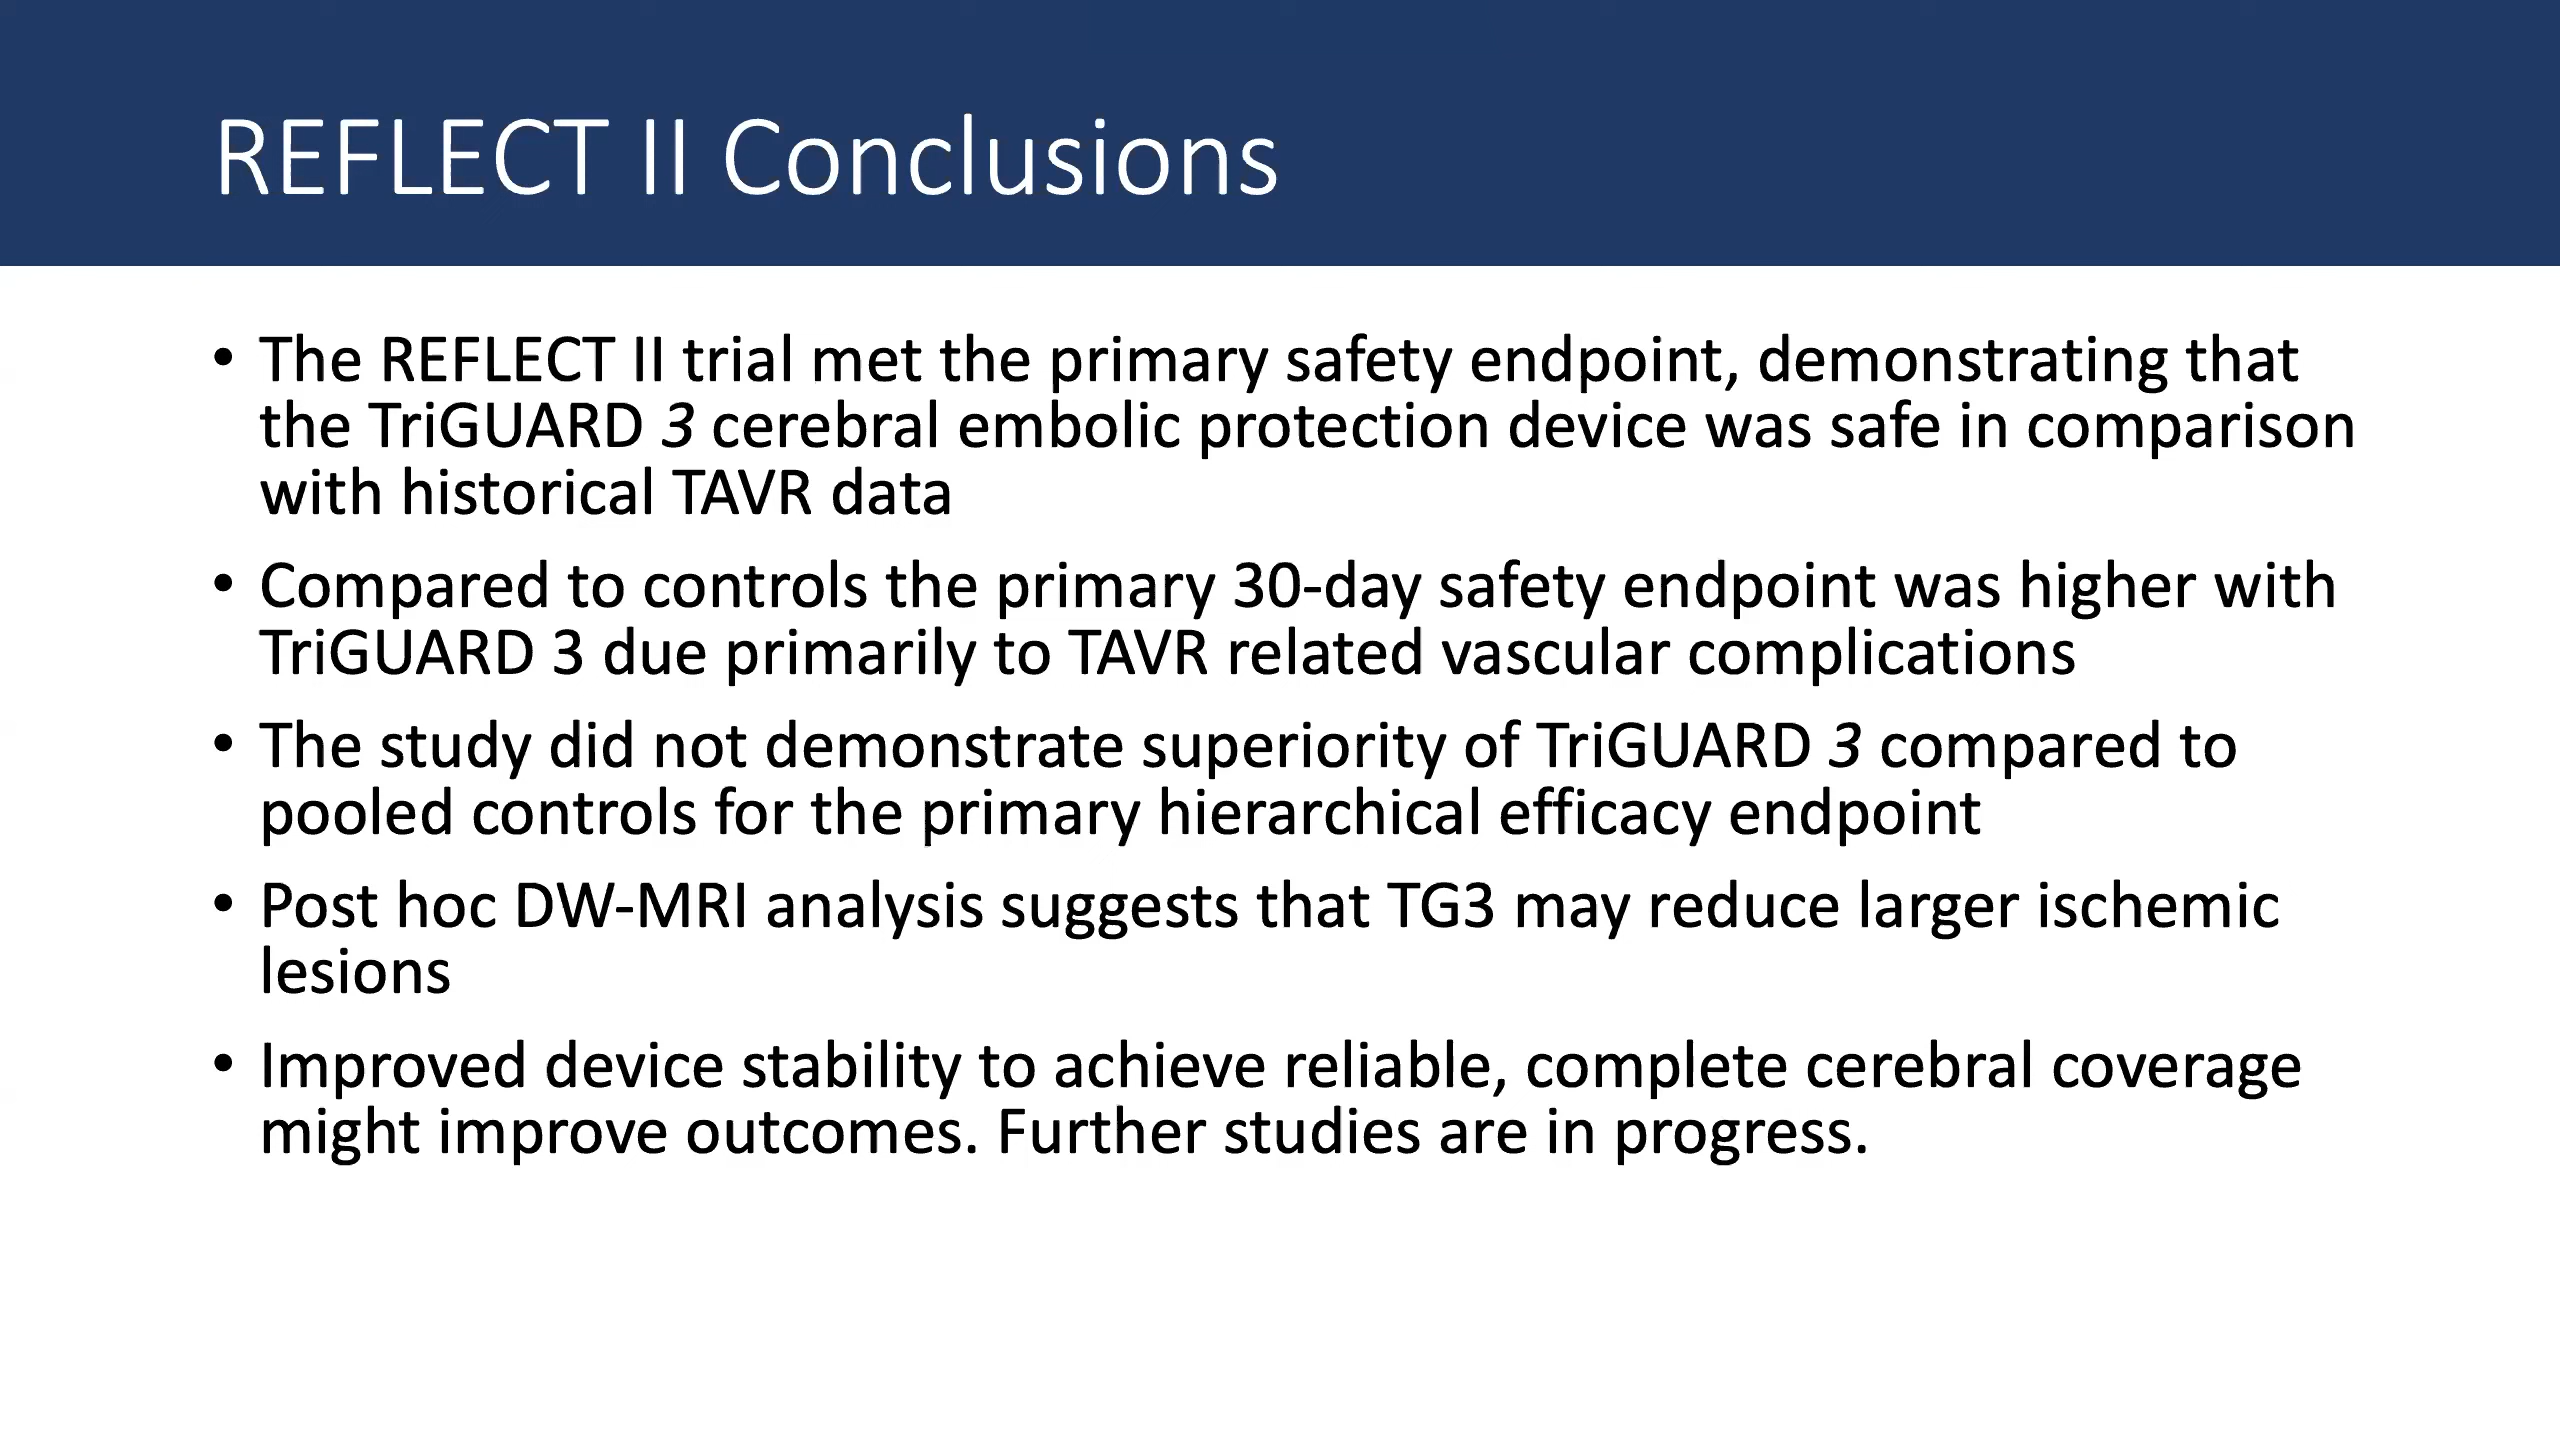 REFLECT II Conclusions
• The REFLECT II trial met the primary safety endpoint, demonstrating that
the TriGUARD 3 cerebral embolic protection device was safe in comparison
with historical TAVR data
• Compared to controls the primary 30-day safety endpoint was higher with
TriGUARD 3 due primarily to TAVR related vascular complications
• The study did not demonstrate superiority of TriGUARD 3 compared to
pooled controls for the primary hierarchical efficacy endpoint
• Post hoc DW-MRI analysis suggests that TG3 may reduce larger ischemic
lesions
• Improved device stability to achieve reliable, complete cerebral coverage
might improve outcomes. Further studies are in progress.